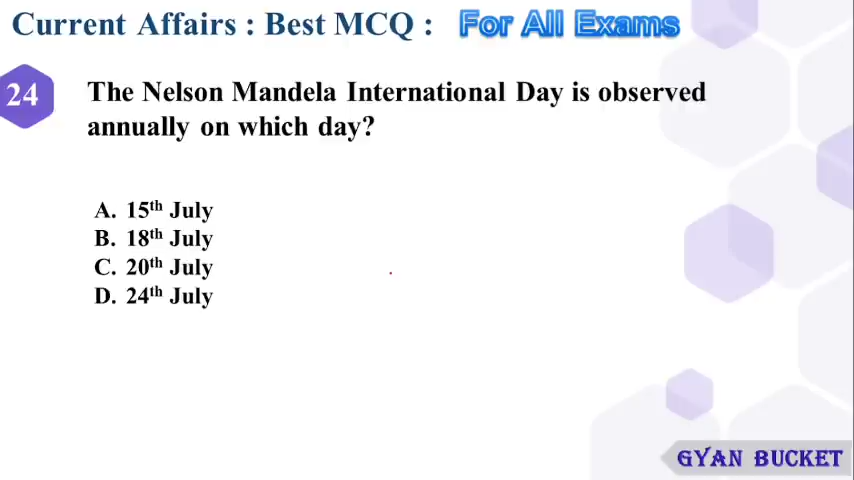 Current Affairs : Best MCQ : For All Exams
24
The Nelson Mandela International Day is observed
annually on which day?
A. 15th July
B. 18th July
C. 20th July
D. 24th July
GYAN BUCKET